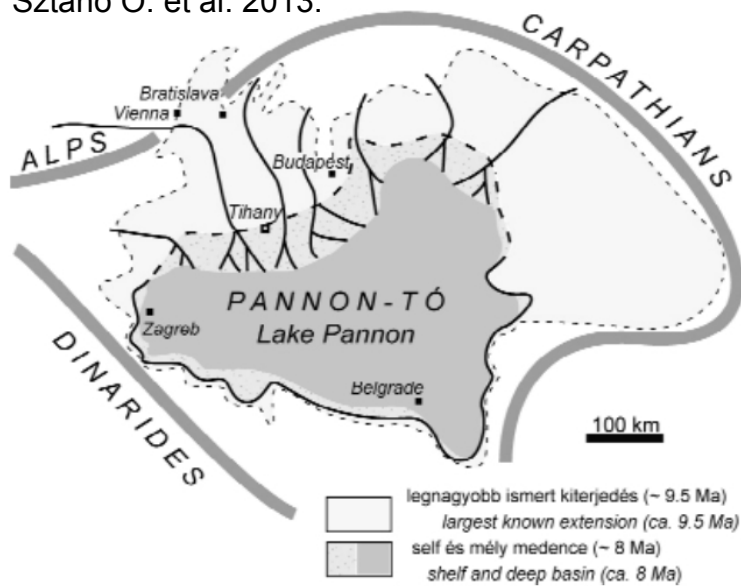 Sztanó O. et al. 2013.
CARPATHIANS
Bratislava
Vienna
ALPS
Budapest
Tihany
PANNON-TÓ
Lake Pannon
Zagreb
Belgrade
DINARIDES
100 km
legnagyobb ismert kiterjedés (~ 9.5 Ma)
largest known extension (ca. 9.5 Ma)
self és mély medence (~ 8 Ma)
shelf and deep basin (ca. 8 Ma)